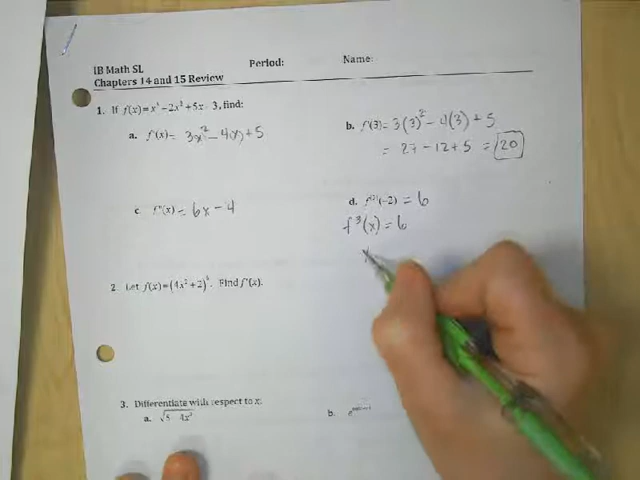 IB Math SL Period: Name:
Chapters 14 and 15 Review
1. If f(x) = x³ - 2x² + 5x - 3, find:
a. f'(x) = 3x² - 4(x) + 5
b. f'(3) = 3(3)² - 4(3) + 5
= 27 - 12 + 5 = 20
c. f"(x) = 6x - 4
d. f⁽³⁾(-2) = 6
f³(x) = 6
2. Let f(x) = (4x² + 2)³. Find f'(x).
3. Differentiate with respect to x.
a.
b.